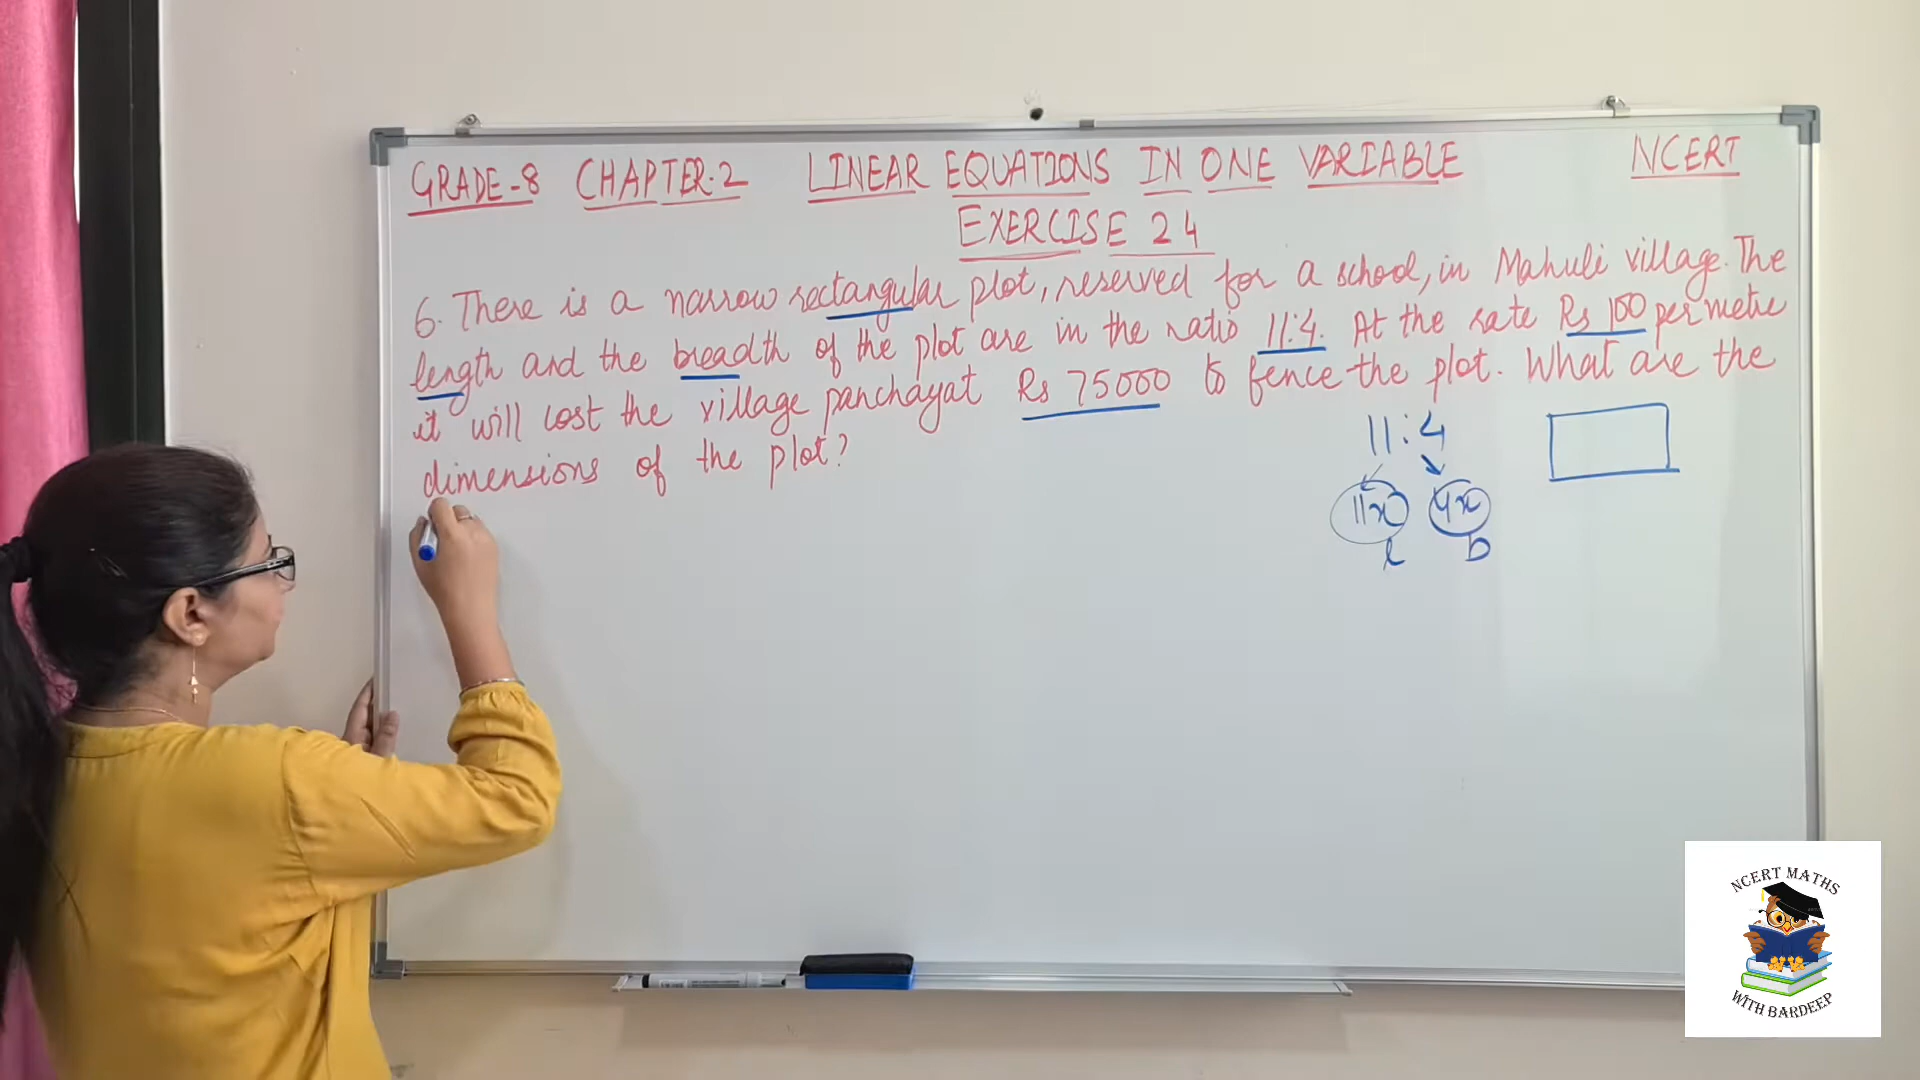 GRADE-8 CHAPTER-2 LINEAR EQUATIONS IN ONE VARIABLE NCERT
EXERCISE 2.4
6. There is a narrow rectangular plot, reserved for a school, in Mahuli village. The
length and the breadth of the plot are in the ratio 11:4. At the rate Rs 100 per metre
it will cost the village panchayat Rs 75000 to fence the plot. What are the
dimensions of the plot?
11:4
11x 4x
l b
NCERT MATHS
WITH BARDEEP